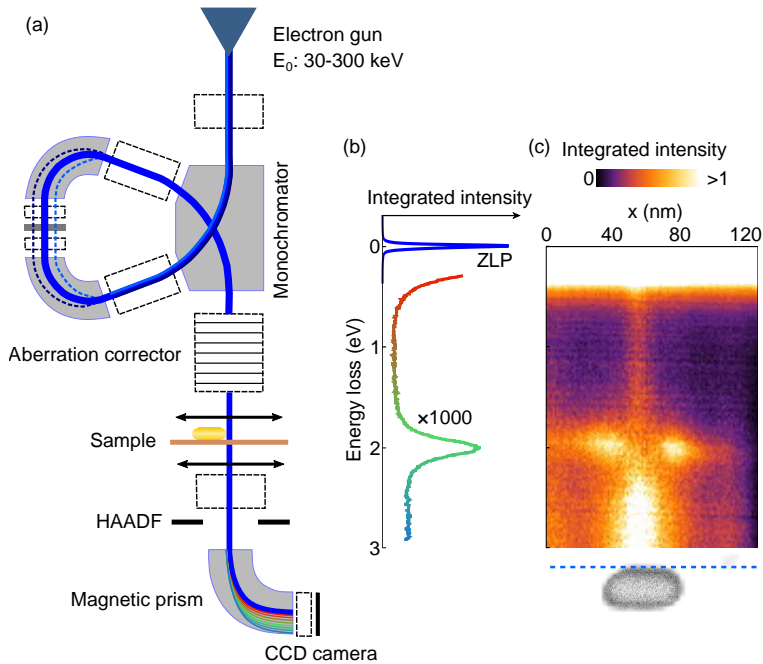 (a)
Electron gun
E₀: 30-300 keV
Monochromator
Aberration corrector
Sample
HAADF
Magnetic prism
CCD camera
(b)
Integrated intensity
0
ZLP
1
×1000
2
3
Energy loss (eV)
(c)
Integrated intensity
0 >1
x (nm)
0 40 80 120